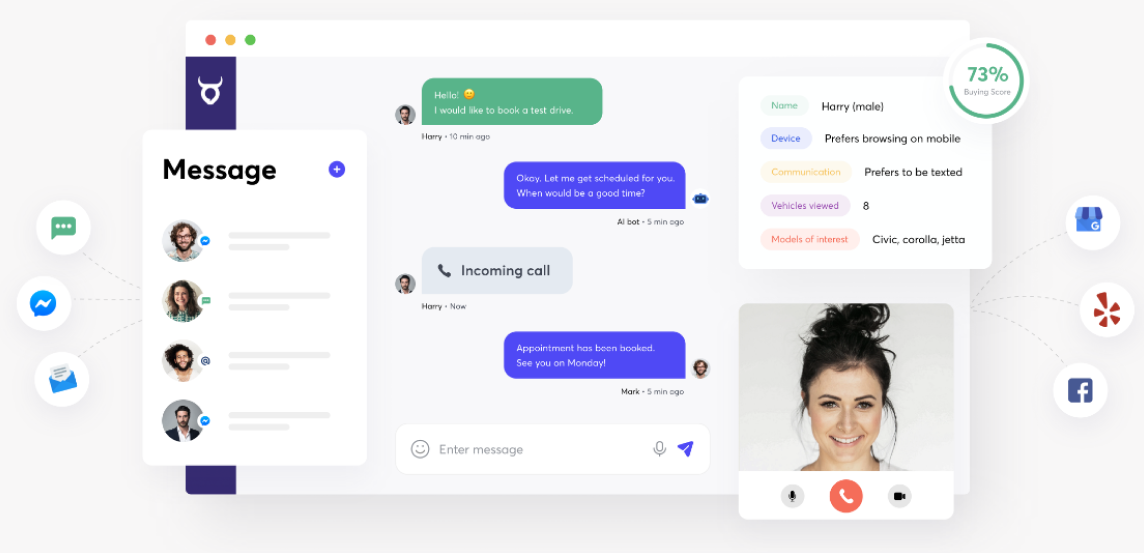 Message
Hello! 😊
I would like to book a test drive.
Harry • 10 min ago
Okay. Let me get scheduled for you.
When would be a good time?
AI bot • 5 min ago
Incoming call
Harry • Now
Appointment has been booked.
See you on Monday!
Mark • 5 min ago
Enter message
73%
Buying Score
Name Harry (male)
Device Prefers browsing on mobile
Communication Prefers to be texted
Vehicles viewed 8
Models of interest Civic, corolla, jetta